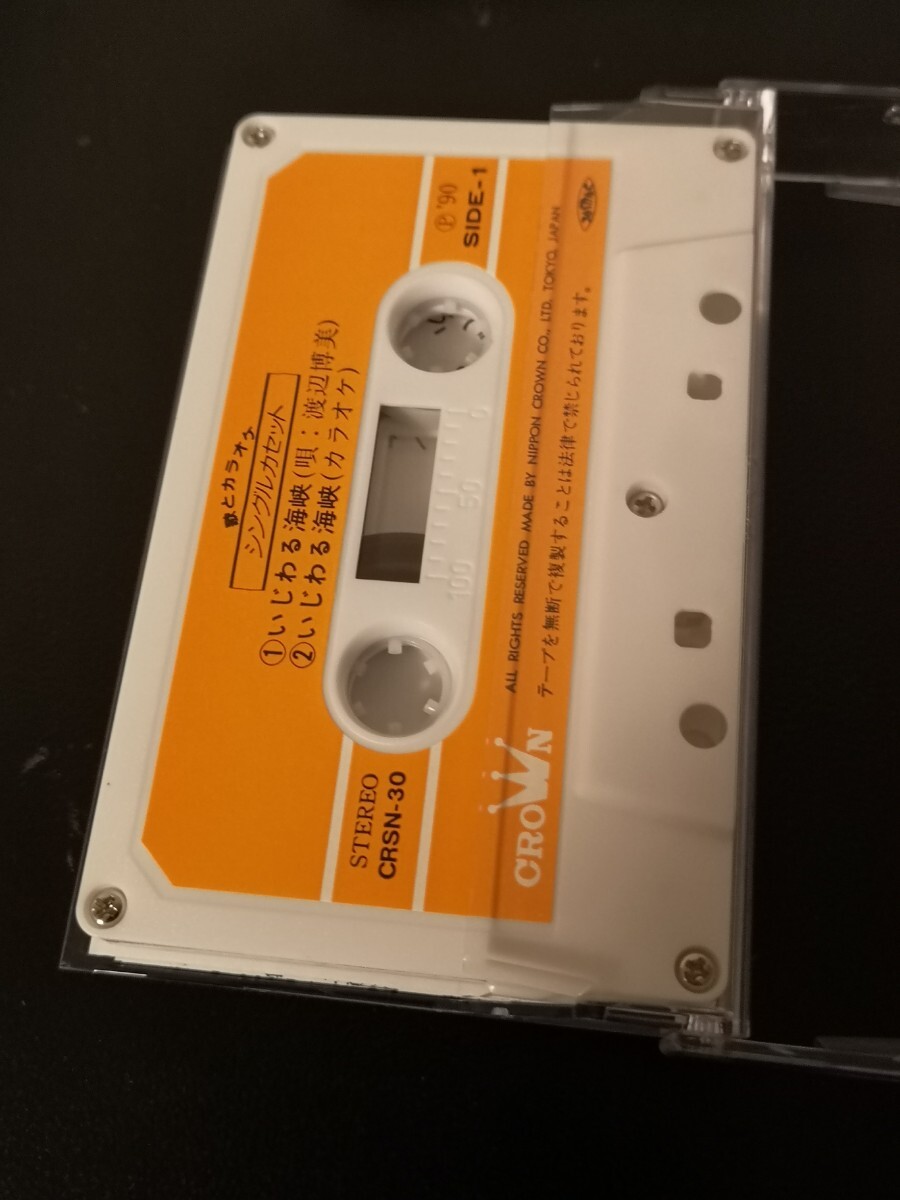 歌とカラオケ
シングルカセット
①いじわる海峡(唄：渡辺博美)
②いじわる海峡(カラオケ)
STEREO
CRSN-30
Ⓟ'90
SIDE-1
100 50 0
CROWN
ALL RIGHTS RESERVED MADE BY NIPPON CROWN CO., LTD. TOKYO, JAPAN
テープを無断で複製することは法律で禁じられております。